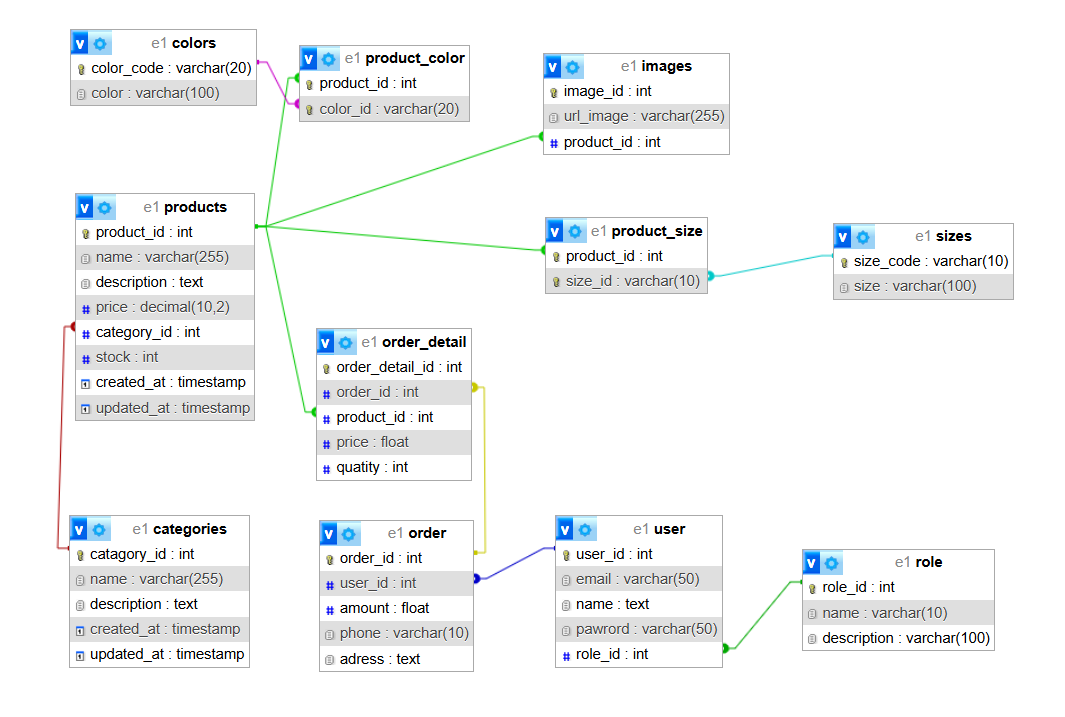 e1 colors
color_code : varchar(20)
color : varchar(100)
e1 product_color
product_id : int
color_id : varchar(20)
e1 images
image_id : int
url_image : varchar(255)
product_id : int
e1 products
product_id : int
name : varchar(255)
description : text
price : decimal(10,2)
category_id : int
stock : int
created_at : timestamp
updated_at : timestamp
e1 product_size
product_id : int
size_id : varchar(10)
e1 sizes
size_code : varchar(10)
size : varchar(100)
e1 order_detail
order_detail_id : int
order_id : int
product_id : int
price : float
quatity : int
e1 categories
catagory_id : int
name : varchar(255)
description : text
created_at : timestamp
updated_at : timestamp
e1 order
order_id : int
user_id : int
amount : float
phone : varchar(10)
adress : text
e1 user
user_id : int
email : varchar(50)
name : text
pawrord : varchar(50)
role_id : int
e1 role
role_id : int
name : varchar(10)
description : varchar(100)